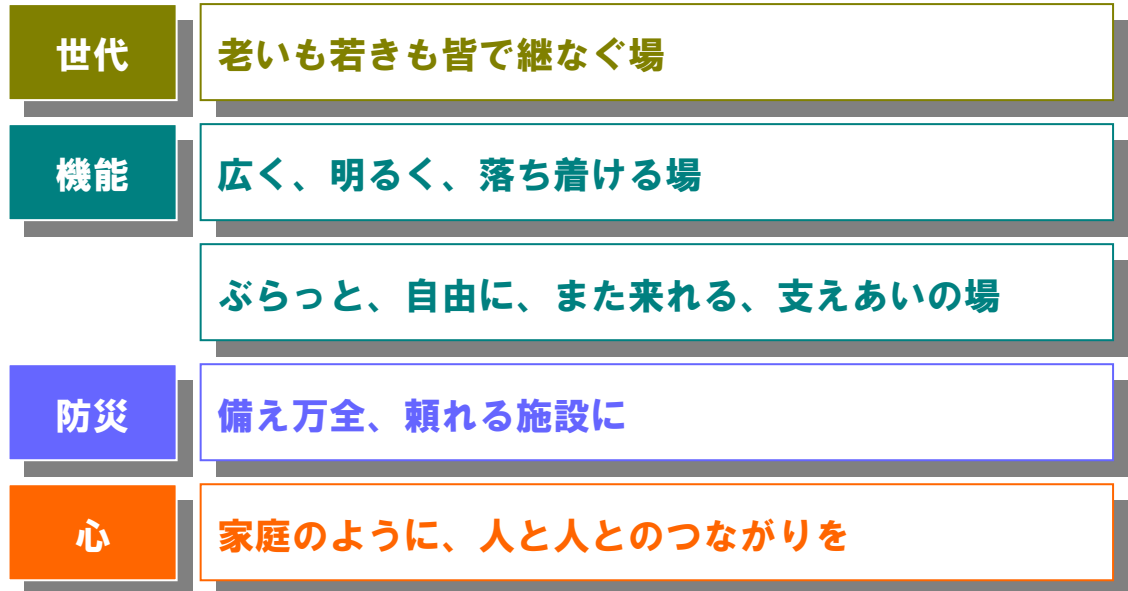 世代
老いも若きも皆で継なぐ場
機能
広く、明るく、落ち着ける場
ぶらっと、自由に、また来れる、支えあいの場
防災
備え万全、頼れる施設に
心
家庭のように、人と人とのつながりを